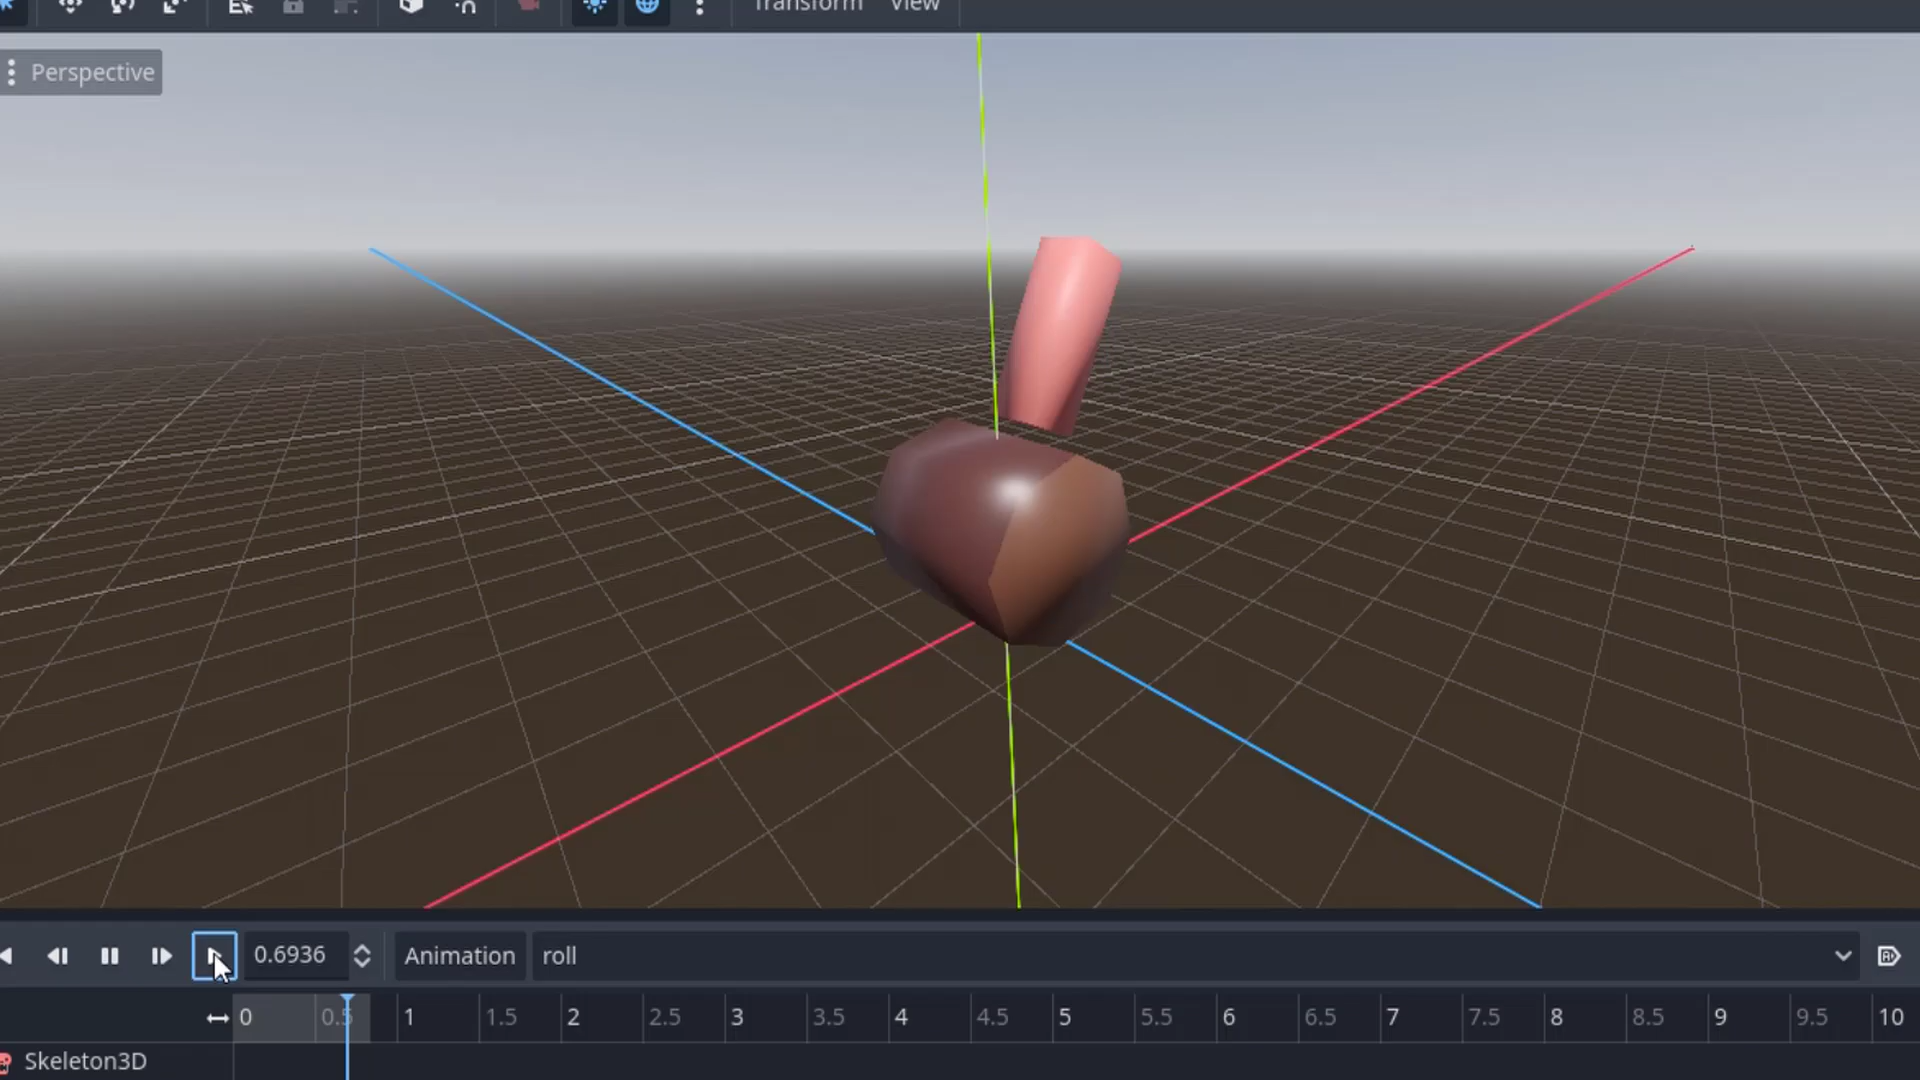 Transform View
Perspective
0.6936 Animation roll
0 0.5 1 1.5 2 2.5 3 3.5 4 4.5 5 5.5 6 6.5 7 7.5 8 8.5 9 9.5 10
Skeleton3D